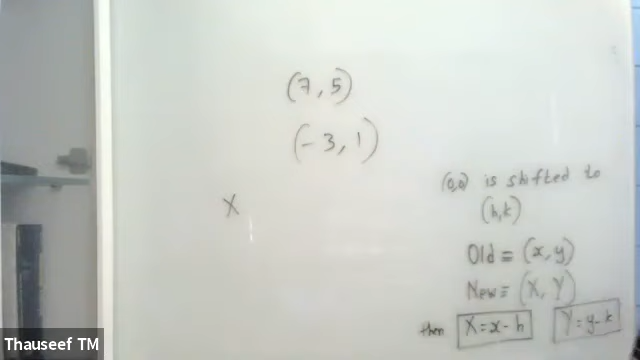 (7, 5)
(-3, 1)
X
(0,0) is shifted to
(h, k)
Old = (x, y)
New = (X, Y)
then X = x - h Y = y - k
Thauseef TM